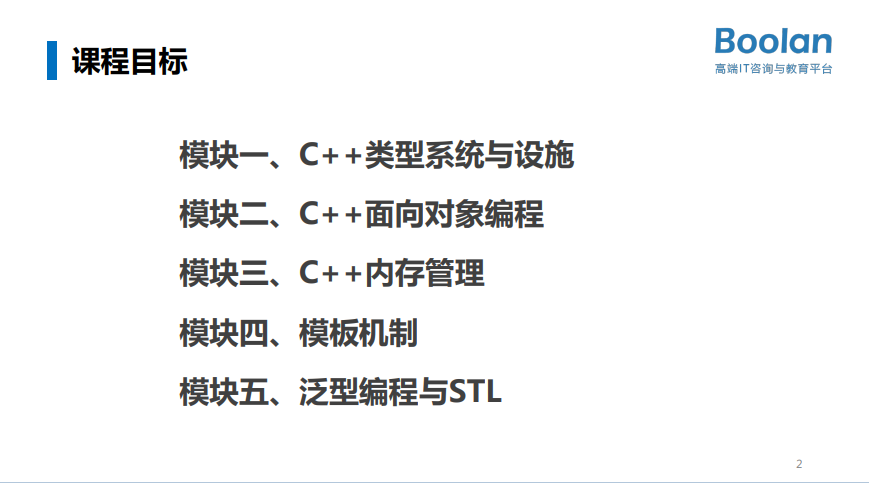 课程目标
Boolan
高端IT咨询与教育平台
模块一、C++类型系统与设施
模块二、C++面向对象编程
模块三、C++内存管理
模块四、模板机制
模块五、泛型编程与STL
2